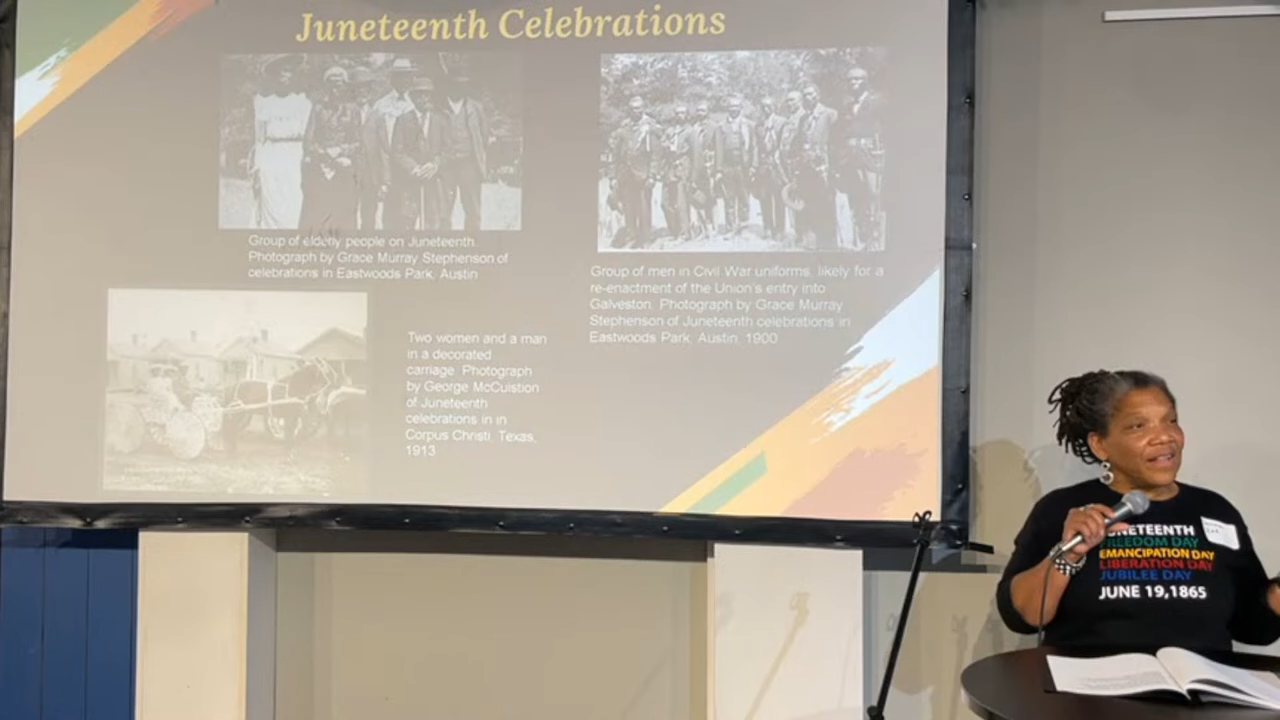 Juneteenth Celebrations
Group of elderly people on Juneteenth.
Photograph by Grace Murray Stephenson of
celebrations in Eastwoods Park, Austin
Group of men in Civil War uniforms, likely for a
re-enactment of the Union's entry into
Galveston. Photograph by Grace Murray
Stephenson of Juneteenth celebrations in
Eastwoods Park, Austin, 1900
Two women and a man
in a decorated
carriage. Photograph
by George McCuistion
of Juneteenth
celebrations in in
Corpus Christi, Texas,
1913
JUNETEENTH
FREEDOM DAY
EMANCIPATION DAY
LIBERATION DAY
JUBILEE DAY
JUNE 19,1865